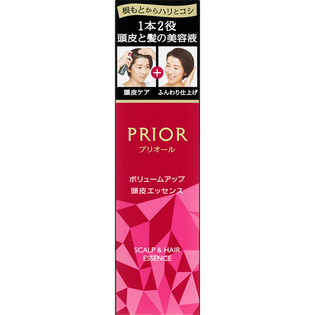 根もとからハリとコシ
1本2役
頭皮と髪の美容液
頭皮ケア
+
ふんわり仕上げ
PRIOR
プリオール
ボリュームアップ
頭皮エッセンス
SCALP & HAIR
ESSENCE